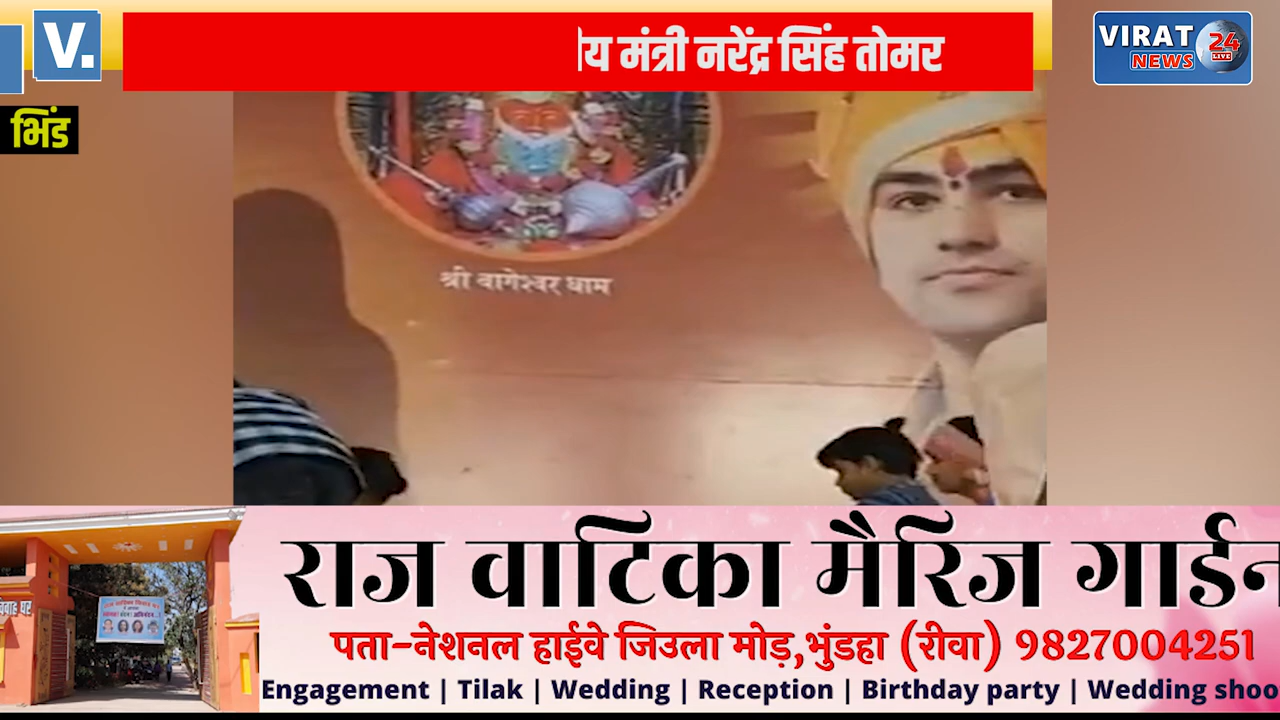 V.
ीय मंत्री नरेंद्र सिंह तोमर
VIRAT
24
NEWS
LIVE
भिंड
श्री बागेश्वर धाम
राज वाटिका मैरिज गार्डन
पता-नेशनल हाईवे जिउला मोड़,भुंडहा (रीवा) 9827004251
Engagement | Tilak | Wedding | Reception | Birthday party | Wedding shoo